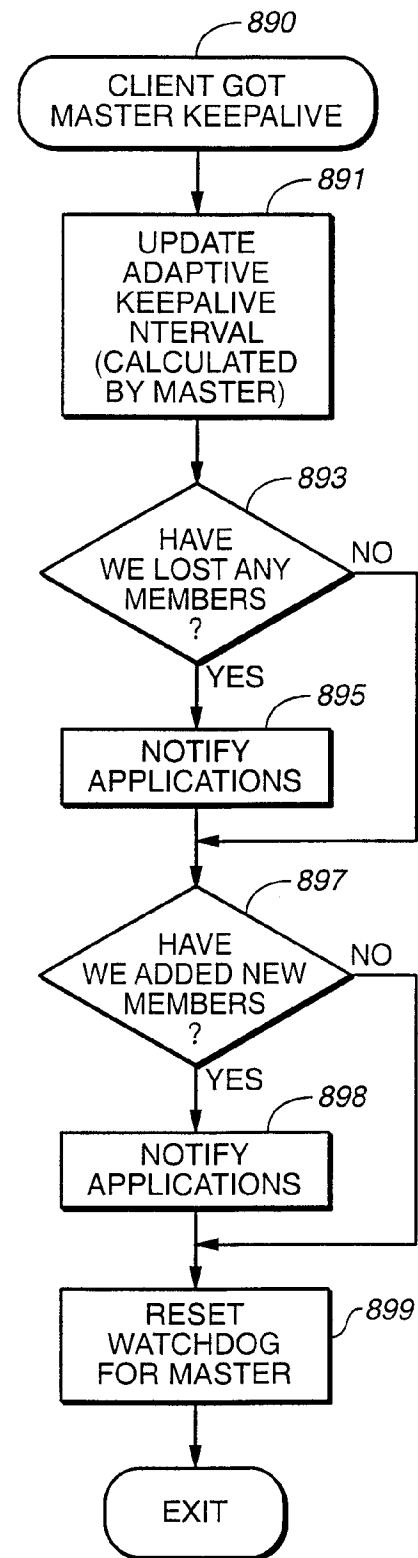 890
CLIENT GOT
MASTER KEEPALIVE
891
UPDATE
ADAPTIVE
KEEPALIVE
NTERVAL
(CALCULATED
BY MASTER)
893
HAVE
WE LOST ANY
MEMBERS
?
NO
YES
895
NOTIFY
APPLICATIONS
897
HAVE
WE ADDED NEW
MEMBERS
?
NO
YES
898
NOTIFY
APPLICATIONS
RESET
WATCHDOG
FOR MASTER
899
EXIT